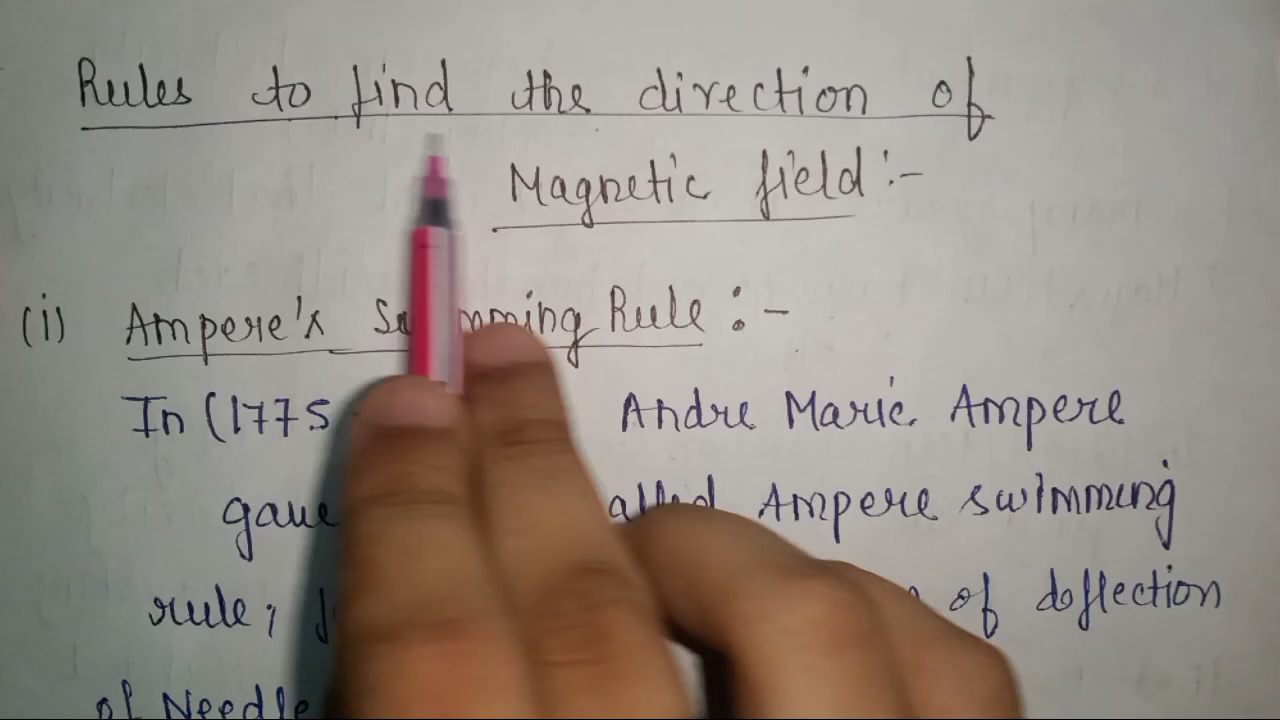 Rules to find the direction of
Magnetic field :-
(i) Ampere's Swimming Rule :-
In (1775 Andre Marie Ampere
gave Ampere swimming
rule, of deflection
of Needle